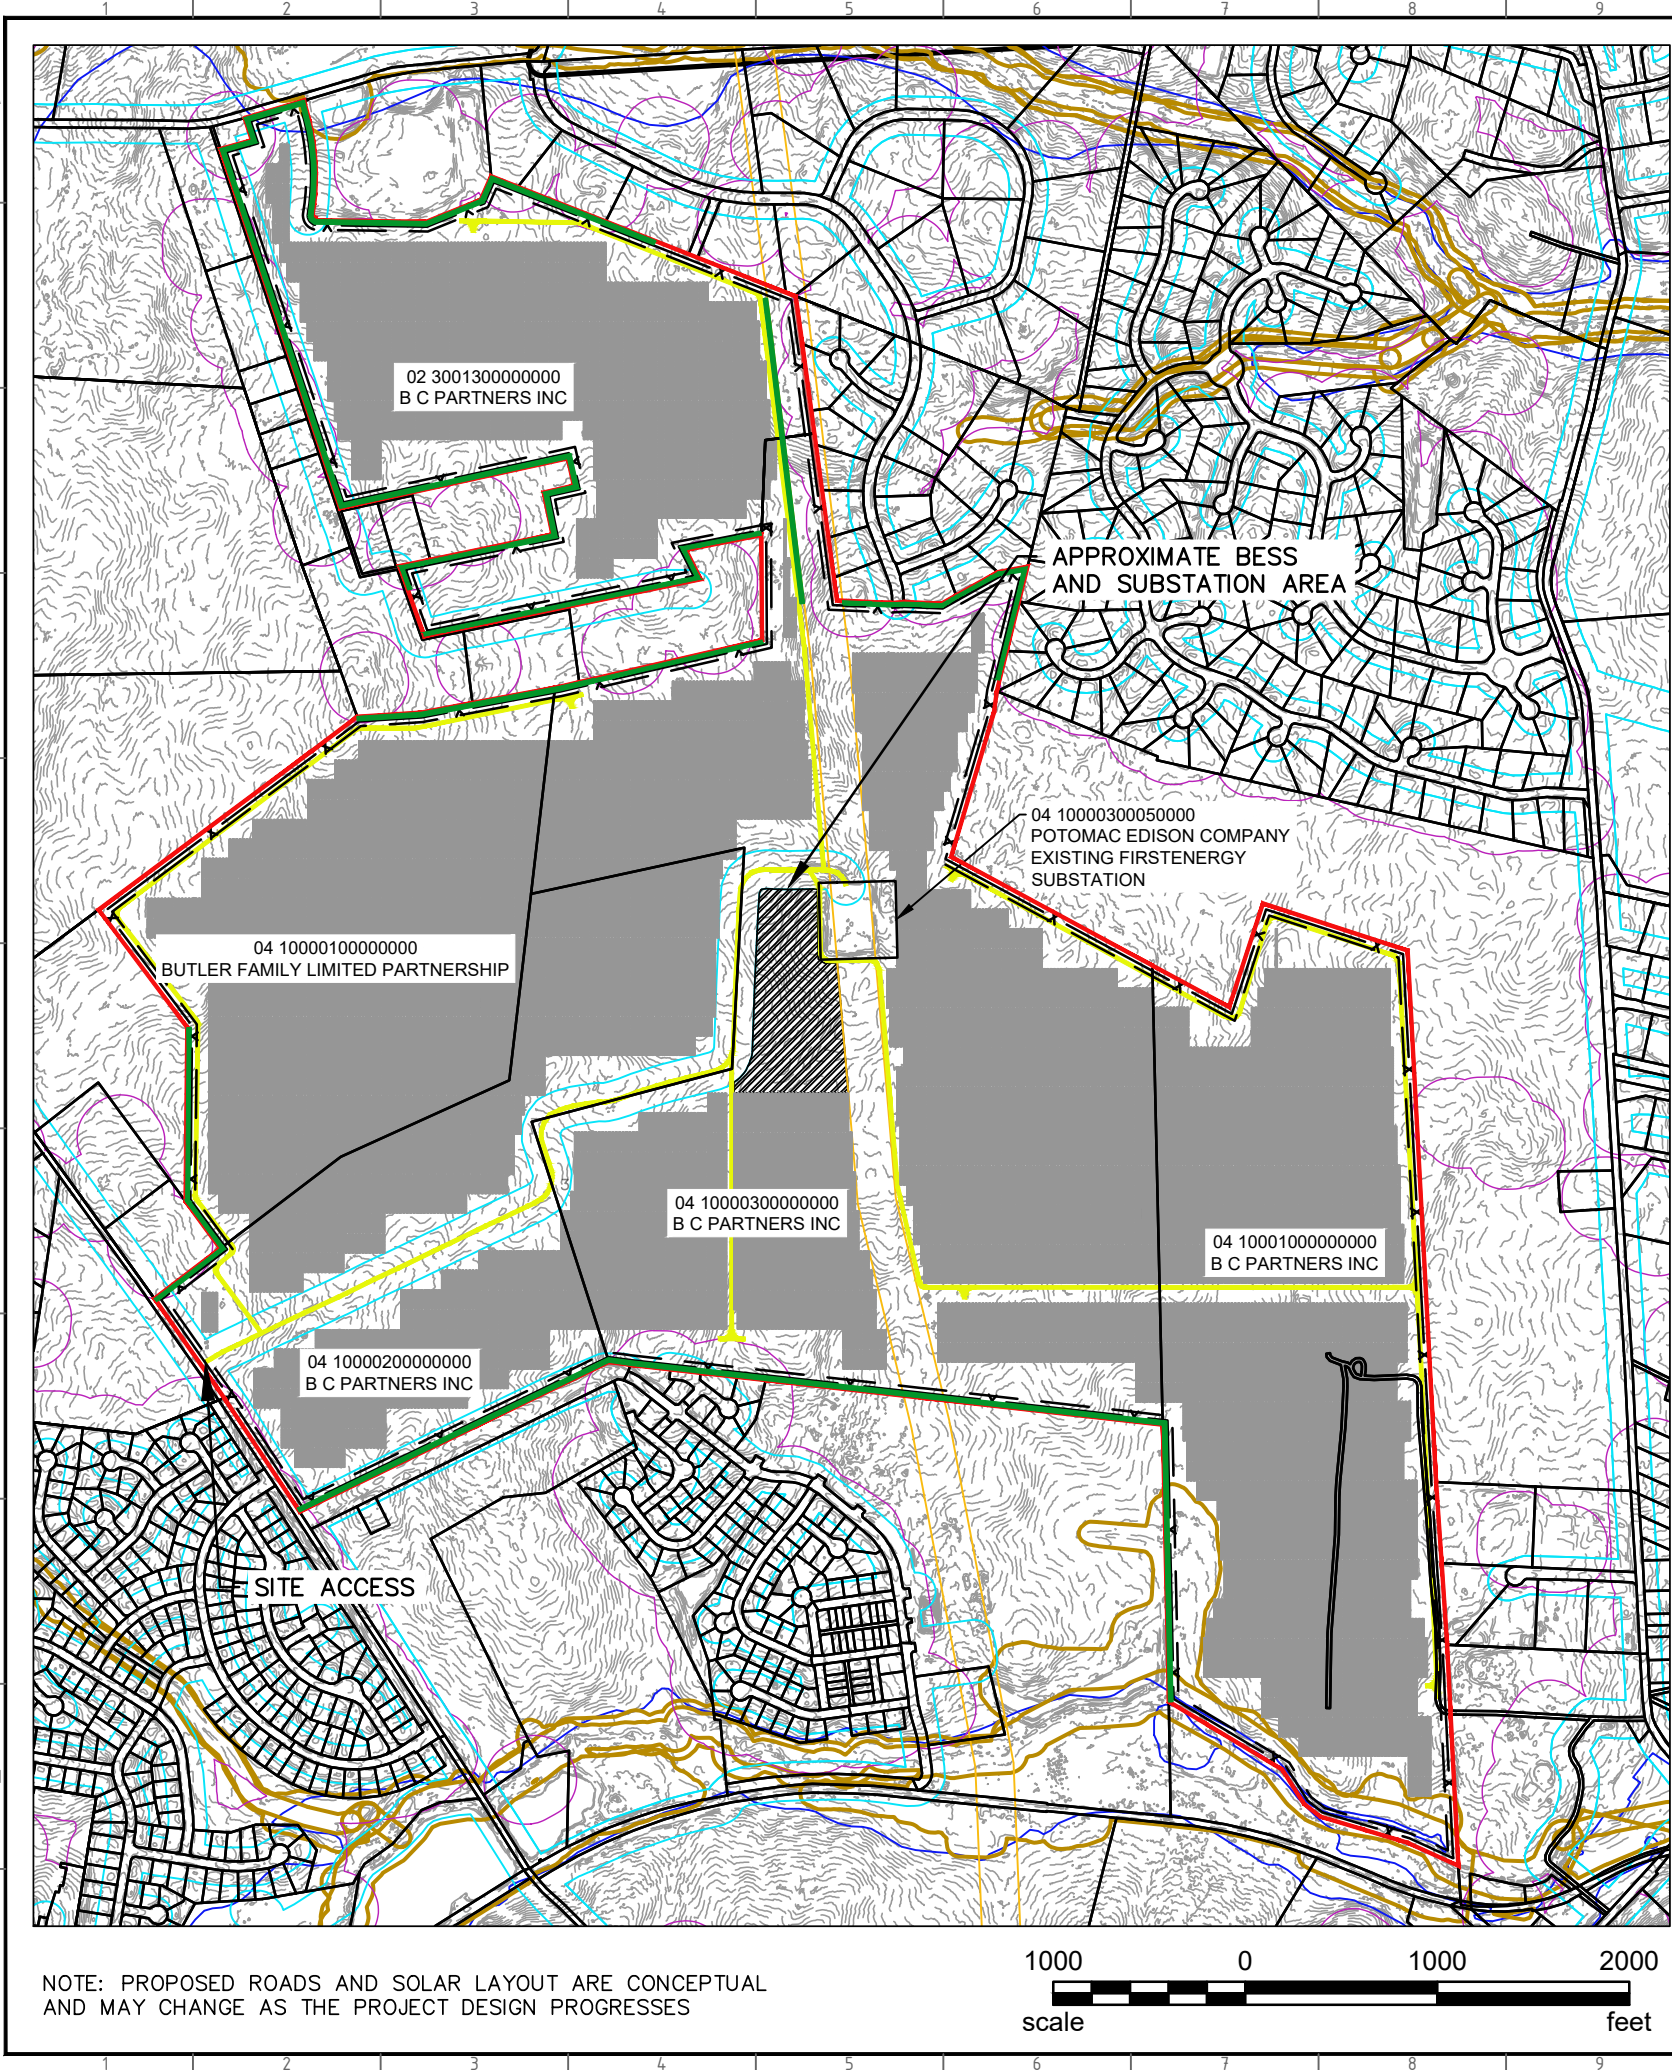 1 2 3 4 5 6 7 8 9
02 3001300000000
B C PARTNERS INC
APPROXIMATE BESS
AND SUBSTATION AREA
04 10000300050000
POTOMAC EDISON COMPANY
EXISTING FIRSTENERGY
SUBSTATION
04 10000100000000
BUTLER FAMILY LIMITED PARTNERSHIP
04 10000300000000
B C PARTNERS INC
04 10001000000000
B C PARTNERS INC
04 10000200000000
B C PARTNERS INC
SITE ACCESS
NOTE: PROPOSED ROADS AND SOLAR LAYOUT ARE CONCEPTUAL
AND MAY CHANGE AS THE PROJECT DESIGN PROGRESSES
1000 0 1000 2000
scale feet
1 2 3 4 5 6 7 8 9